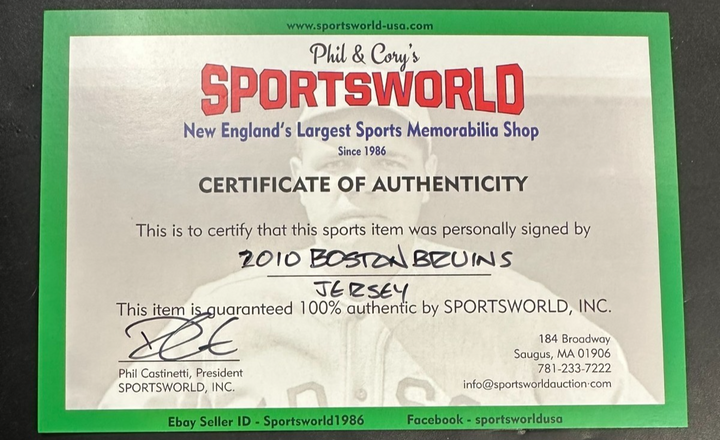 www.sportsworld-usa.com
Phil & Cory's
SPORTSWORLD
New England's Largest Sports Memorabilia Shop
Since 1986
CERTIFICATE OF AUTHENTICITY
This is to certify that this sports item was personally signed by
2010 BOSTON BRUINS
JERSEY
This item is guaranteed 100% authentic by SPORTSWORLD, INC.
Phil Castinetti, President
SPORTSWORLD, INC.
184 Broadway
Saugus, MA 01906
781-233-7222
info@sportsworldauction.com
Ebay Seller ID - Sportsworld1986
Facebook - sportsworldusa